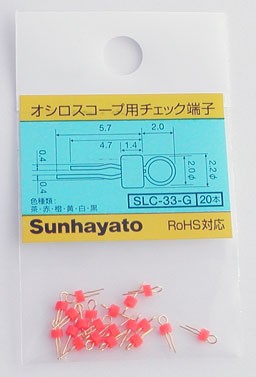 オシロスコープ用チェック端子
5.7
2.0
4.7
1.4
0.4
0.4
2.0φ
2.2φ
色種類:
茶・赤・橙・黄・白・黒
SLC-33-G 20本
Sunhayato RoHS対応